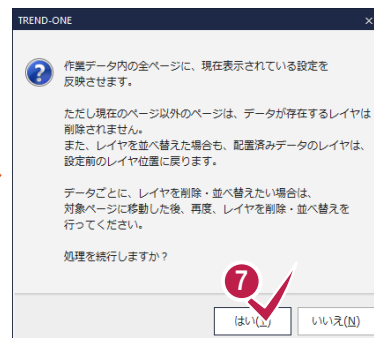 TREND-ONE
作業データ内の全ページに、現在表示されている設定を
反映させます。
ただし現在のページ以外のページは、データが存在するレイヤは
削除されません。
また、レイヤを並べ替えた場合も、配置済みデータのレイヤは、
設定前のレイヤ位置に戻ります。
データごとに、レイヤを削除・並べ替えたい場合は、
対象ページに移動した後、再度、レイヤを削除・並べ替えを
行ってください。
処理を続行しますか？
7
はい(Y)
いいえ(N)